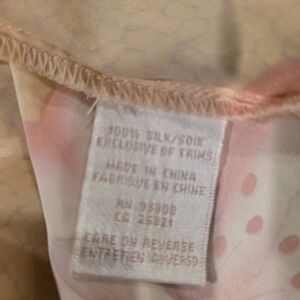 100% SILK/SOIE
EXCLUSIVE OF TRIMS
MADE IN CHINA
FABRIQUE EN CHINE
RN 93808
CA 25821
CARE ON REVERSE
ENTRETIEN AU VERSO